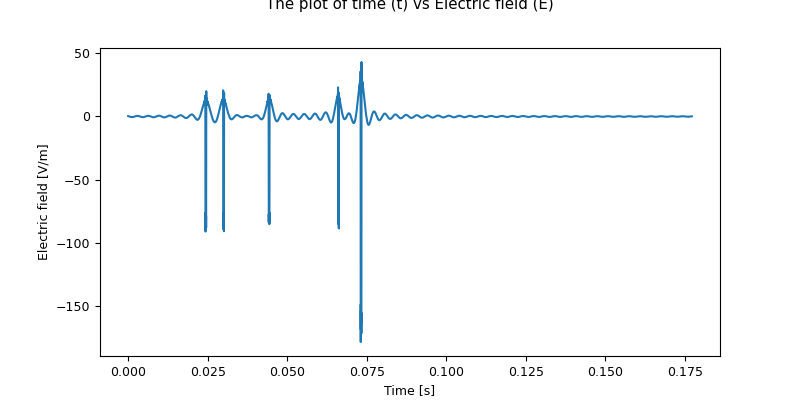 The plot of time (t) vs Electric field (E)
Electric field [V/m]
50
0
−50
−100
−150
0.000 0.025 0.050 0.075 0.100 0.125 0.150 0.175
Time [s]